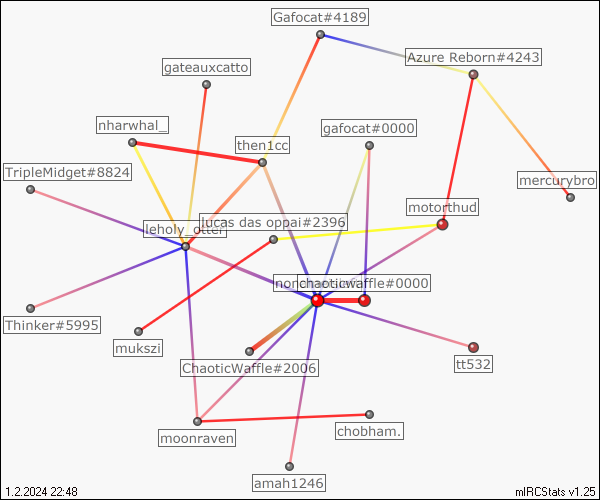 Gafocat#4189
Azure Reborn#4243
gateauxcatto
nharwhal_
gafocat#0000
then1cc
TripleMidget#8824
mercurybro
motorthud
lucas das oppai#2396
leholy_otter
chaoticwaffle#0000
Thinker#5995
mukszi
ChaoticWaffle#2006
tt532
chobham.
moonraven
amah1246
1.2.2024 22:48
mIRCStats v1.25